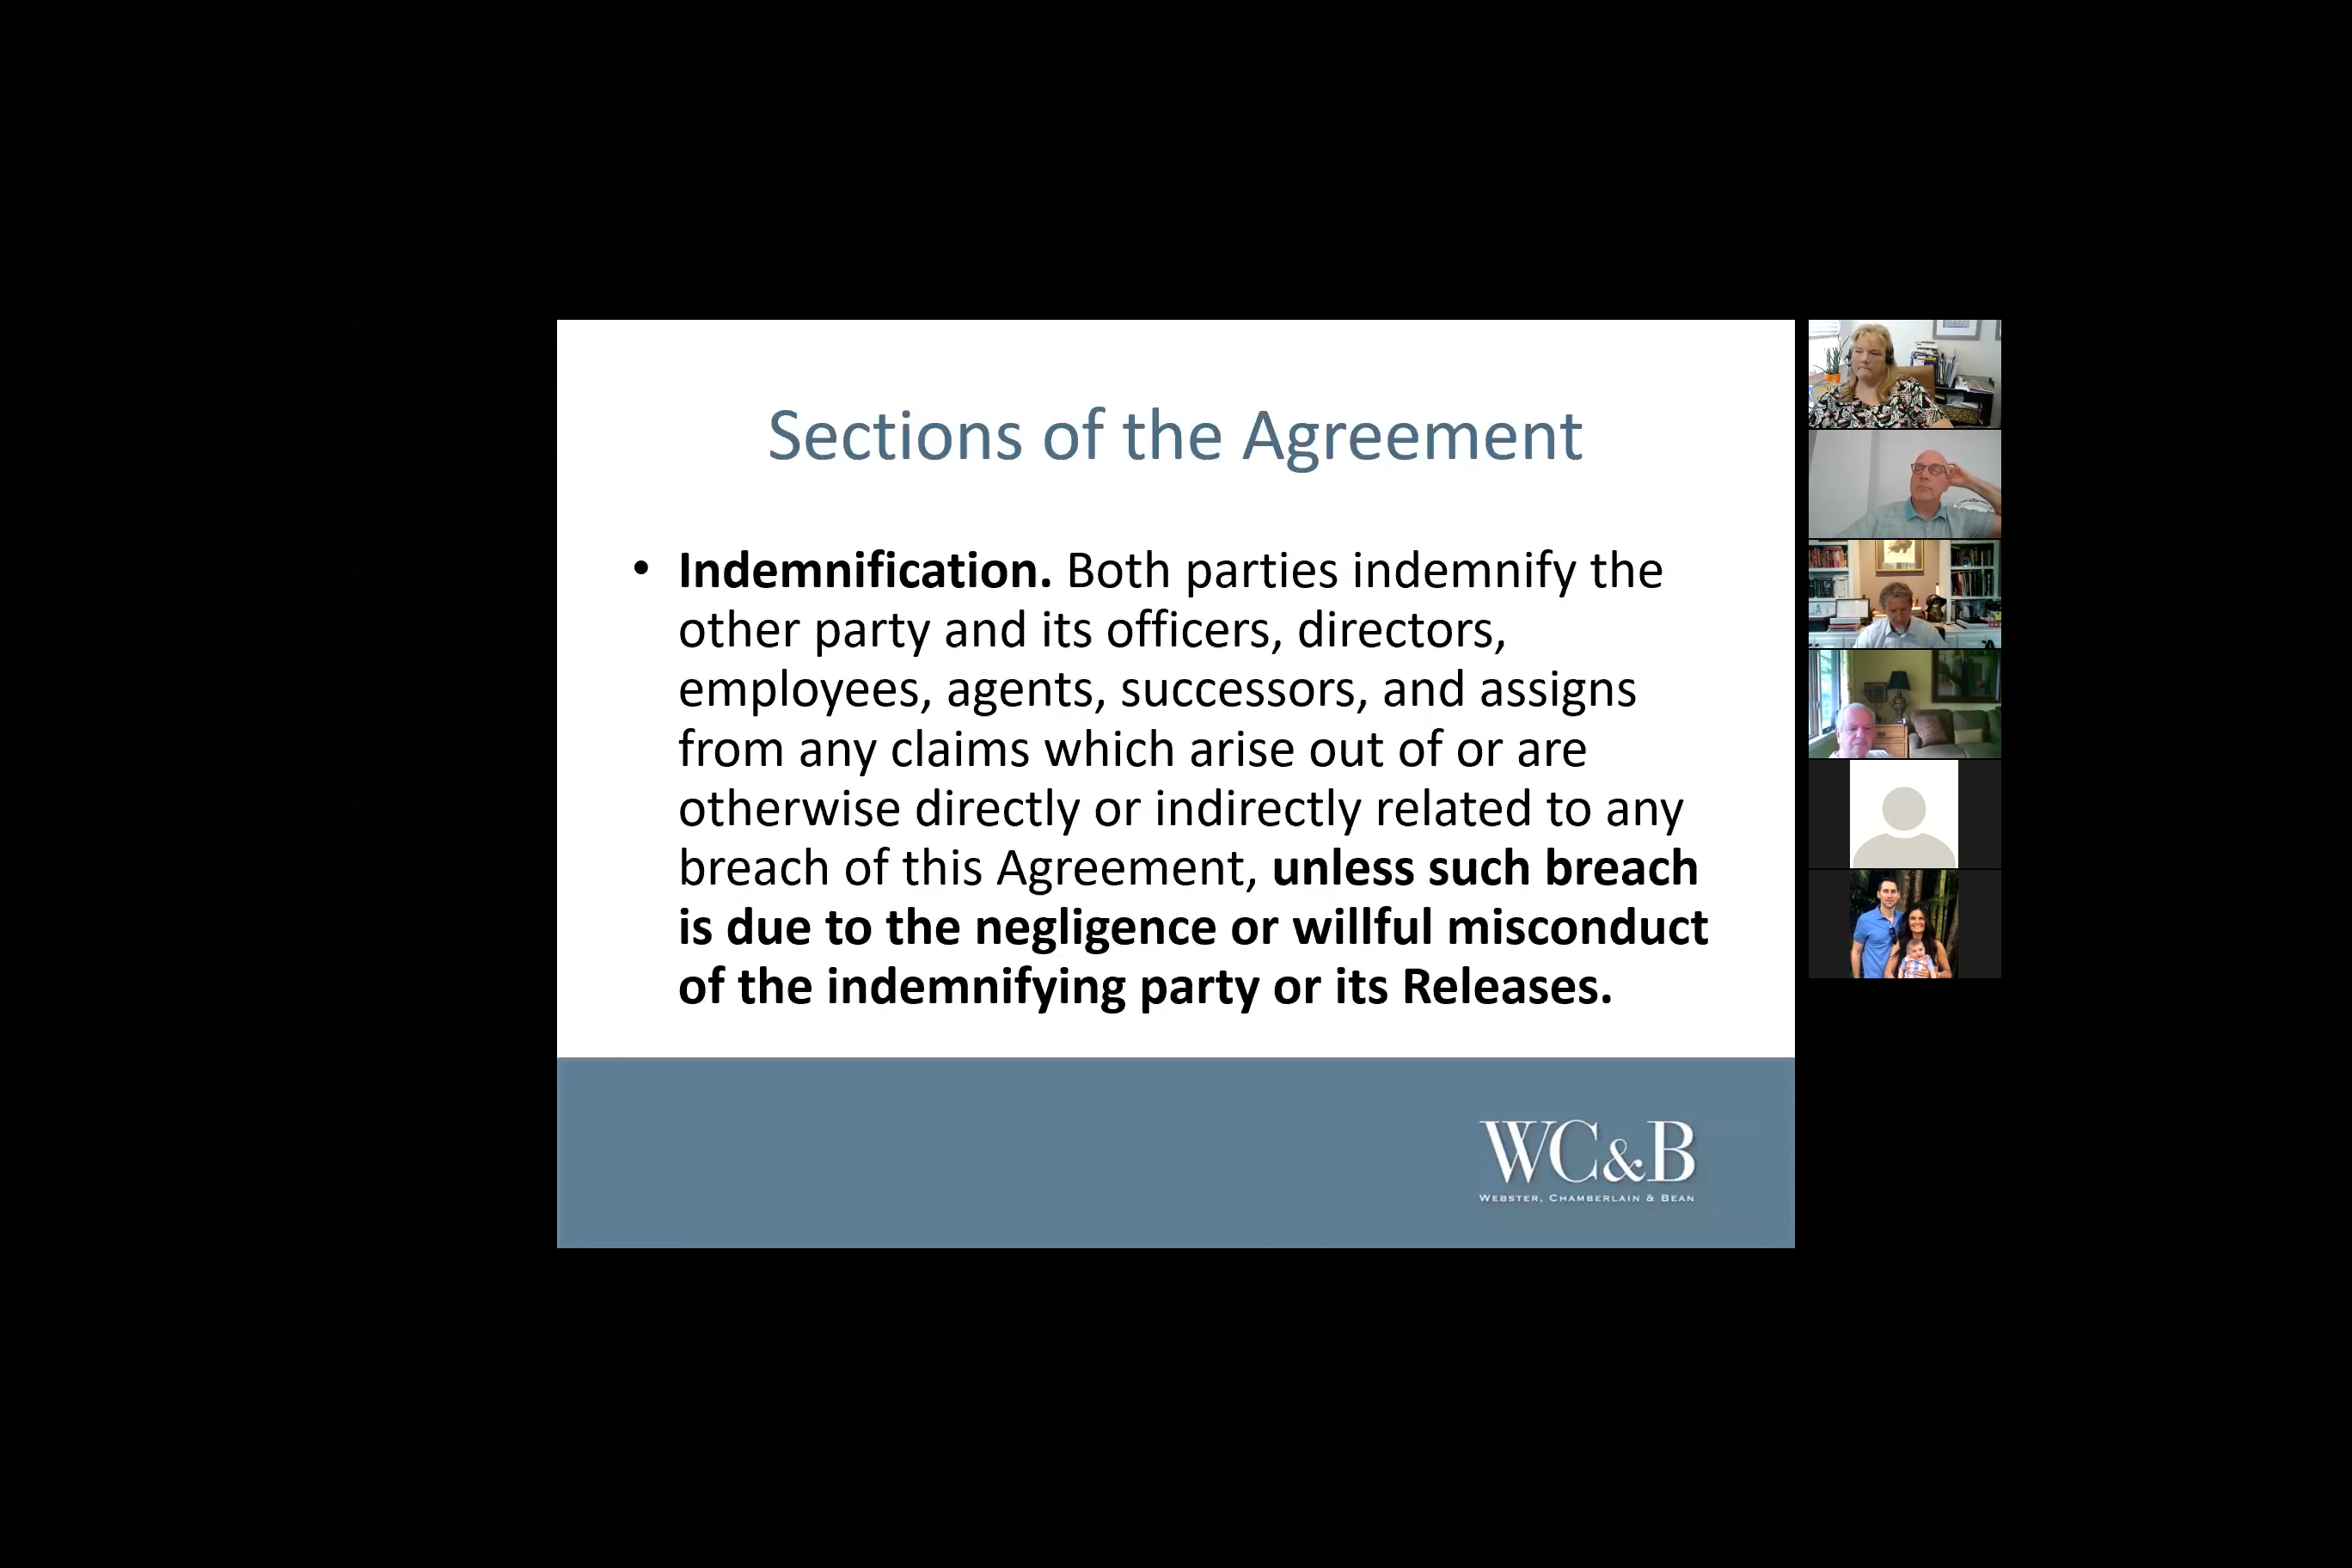 Sections of the Agreement
• Indemnification. Both parties indemnify the
other party and its officers, directors,
employees, agents, successors, and assigns
from any claims which arise out of or are
otherwise directly or indirectly related to any
breach of this Agreement, unless such breach
is due to the negligence or willful misconduct
of the indemnifying party or its Releases.
WC&B
WEBSTER, CHAMBERLAIN & BEAN